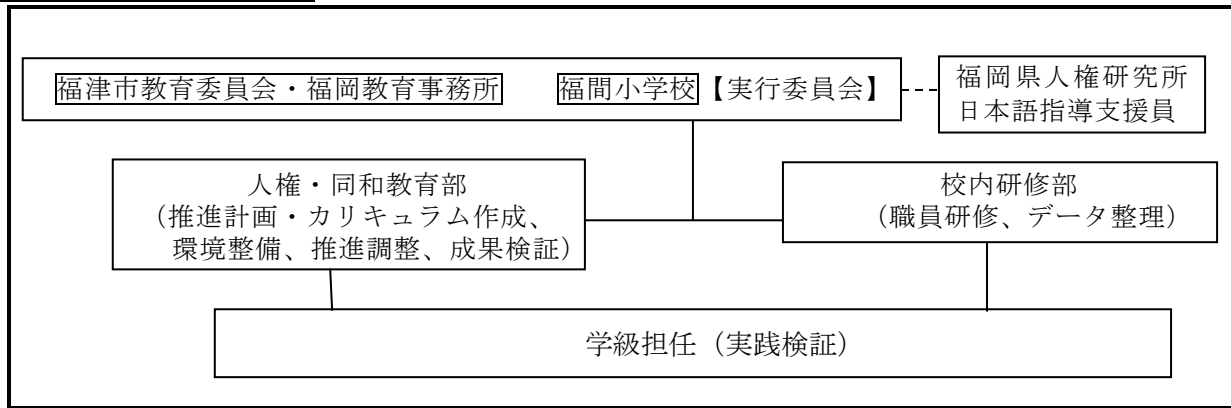 福津市教育委員会・福岡教育事務所 福間小学校【実行委員会】
福岡県人権研究所
日本語指導支援員
人権・同和教育部
（推進計画・カリキュラム作成、
環境整備、推進調整、成果検証）
校内研修部
（職員研修、データ整理）
学級担任（実践検証）